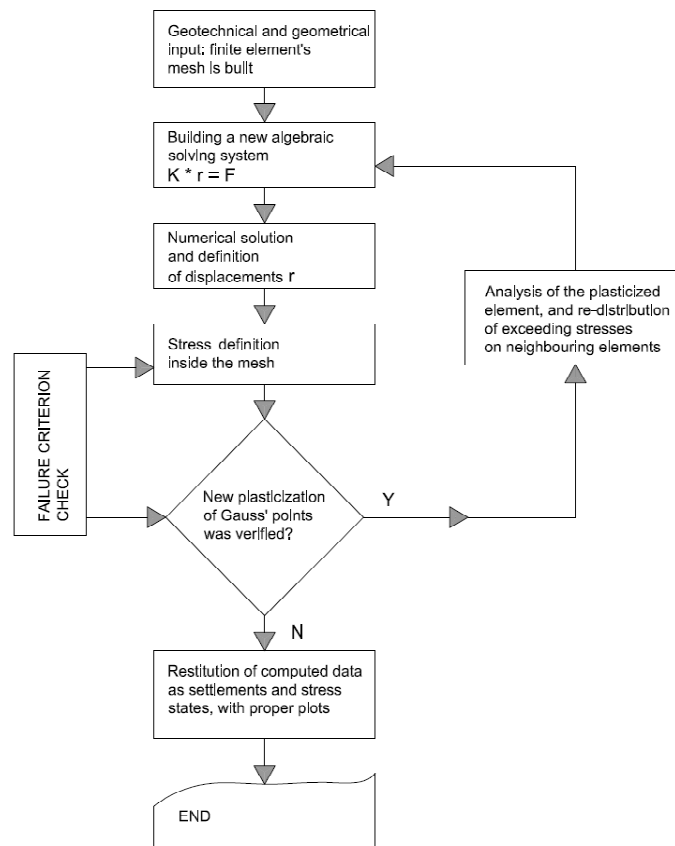 Geotechnical and geometrical
input: finite element's
mesh is built
Building a new algebraic
solving system
K * r = F
Numerical solution
and definition
of displacements r
Stress definition
inside the mesh
FAILURE CRITERION
CHECK
New plasticization
of Gauss' points
was verified?
Y
Analysis of the plasticized
element, and re-distribution
of exceeding stresses
on neighbouring elements
N
Restitution of computed data
as settlements and stress
states, with proper plots
END